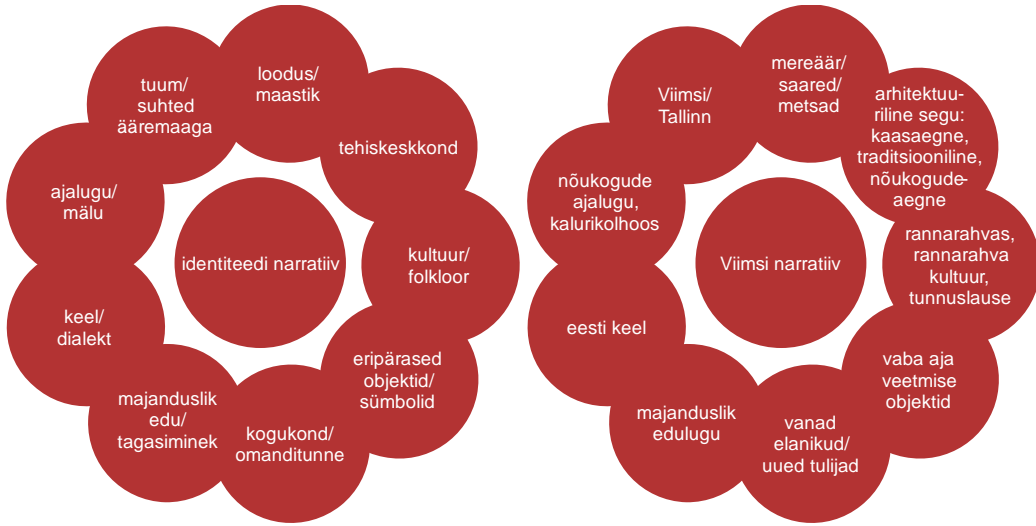 loodus/
maastik
tehiskeskkond
kultuur/
folkloor
eripärased
objektid/
sümbolid
kogukond/
omanditunne
majanduslik
edu/
tagasiminek
keel/
dialekt
ajalugu/
mälu
tuum/
suhted
ääremaaga
identiteedi narratiiv
mereäär/
saared/
metsad
arhitektuu-
riline segu:
kaasaegne,
traditsiooniline,
nõukogude-
aegne
rannarahvas,
rannarahva
kultuur,
tunnuslause
vaba aja
veetmise
objektid
vanad
elanikud/
uued tulijad
majanduslik
edulugu
eesti keel
nõukogude
ajalugu,
kalurikolhoos
Viimsi/
Tallinn
Viimsi narratiiv